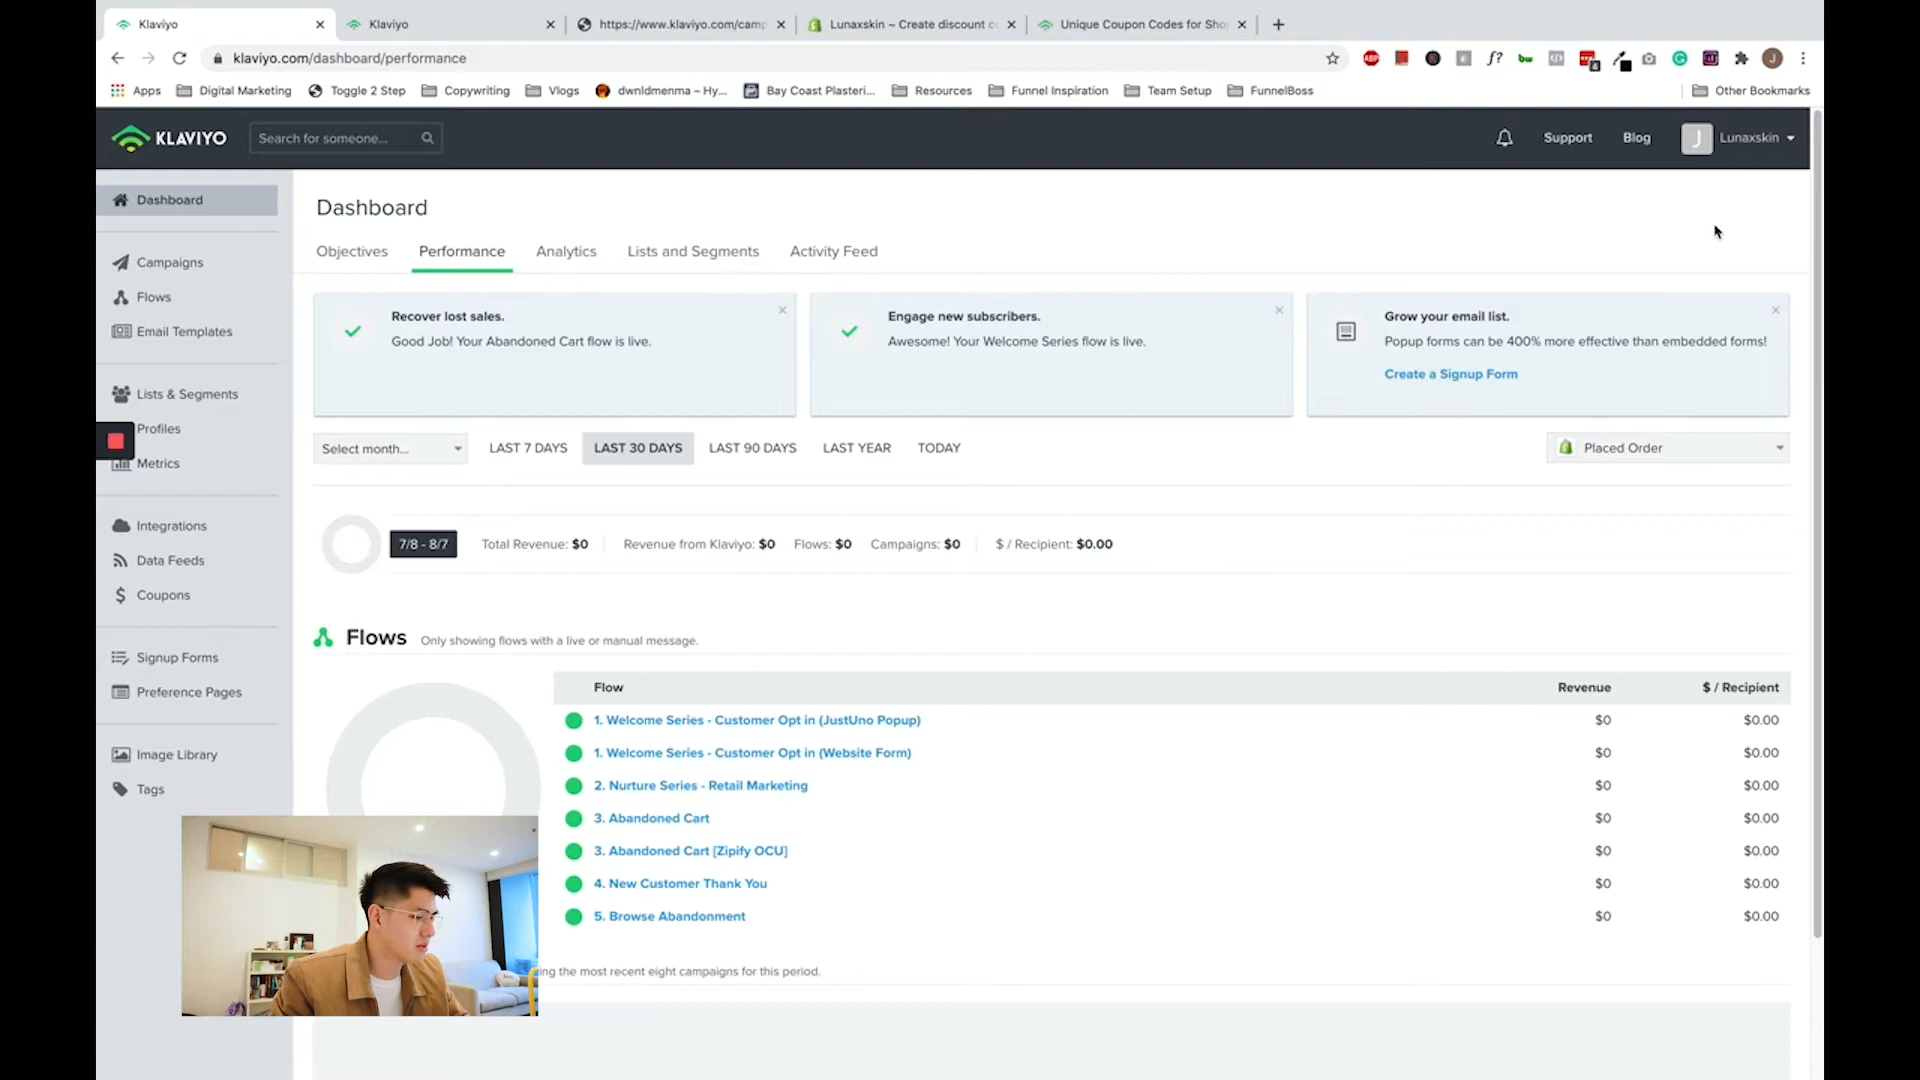 Klaviyo
Klaviyo
https://www.klaviyo.com/camp
Lunaxskin ~ Create discount c
Unique Coupon Codes for Sho
klaviyo.com/dashboard/performance
Apps
Digital Marketing
Toggle 2 Step
Copywriting
Vlogs
dwnldmenma – Hy...
Bay Coast Plasteri...
Resources
Funnel Inspiration
Team Setup
FunnelBoss
Other Bookmarks
KLAVIYO
Search for someone...
Support
Blog
J
Lunaxskin
Dashboard
Campaigns
Flows
Email Templates
Lists & Segments
Profiles
Metrics
Integrations
Data Feeds
Coupons
Signup Forms
Preference Pages
Image Library
Tags
Dashboard
Objectives
Performance
Analytics
Lists and Segments
Activity Feed
Recover lost sales.
Good Job! Your Abandoned Cart flow is live.
Engage new subscribers.
Awesome! Your Welcome Series flow is live.
Grow your email list.
Popup forms can be 400% more effective than embedded forms!
Create a Signup Form
Select month...
LAST 7 DAYS
LAST 30 DAYS
LAST 90 DAYS
LAST YEAR
TODAY
Placed Order
7/8 - 8/7
Total Revenue: $0
Revenue from Klaviyo: $0
Flows: $0
Campaigns: $0
$ / Recipient: $0.00
Flows
Only showing flows with a live or manual message.
Flow Revenue $ / Recipient
1. Welcome Series - Customer Opt in (JustUno Popup) $0 $0.00
1. Welcome Series - Customer Opt in (Website Form) $0 $0.00
2. Nurture Series - Retail Marketing $0 $0.00
3. Abandoned Cart $0 $0.00
3. Abandoned Cart [Zipify OCU] $0 $0.00
4. New Customer Thank You $0 $0.00
5. Browse Abandonment $0 $0.00
ing the most recent eight campaigns for this period.